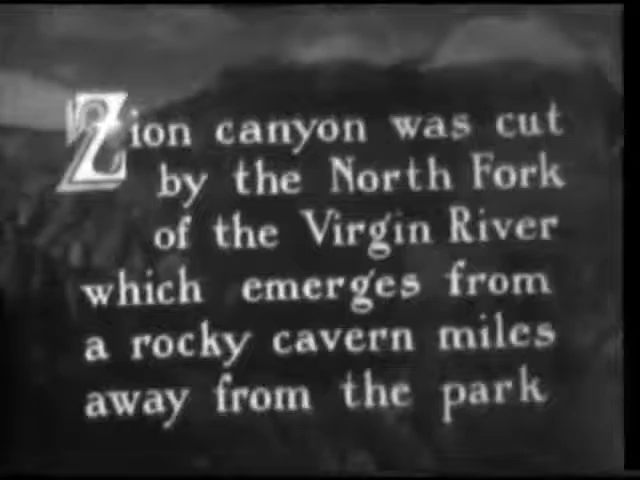 Zion canyon was cut
by the North Fork
of the Virgin River
which emerges from
a rocky cavern miles
away from the park